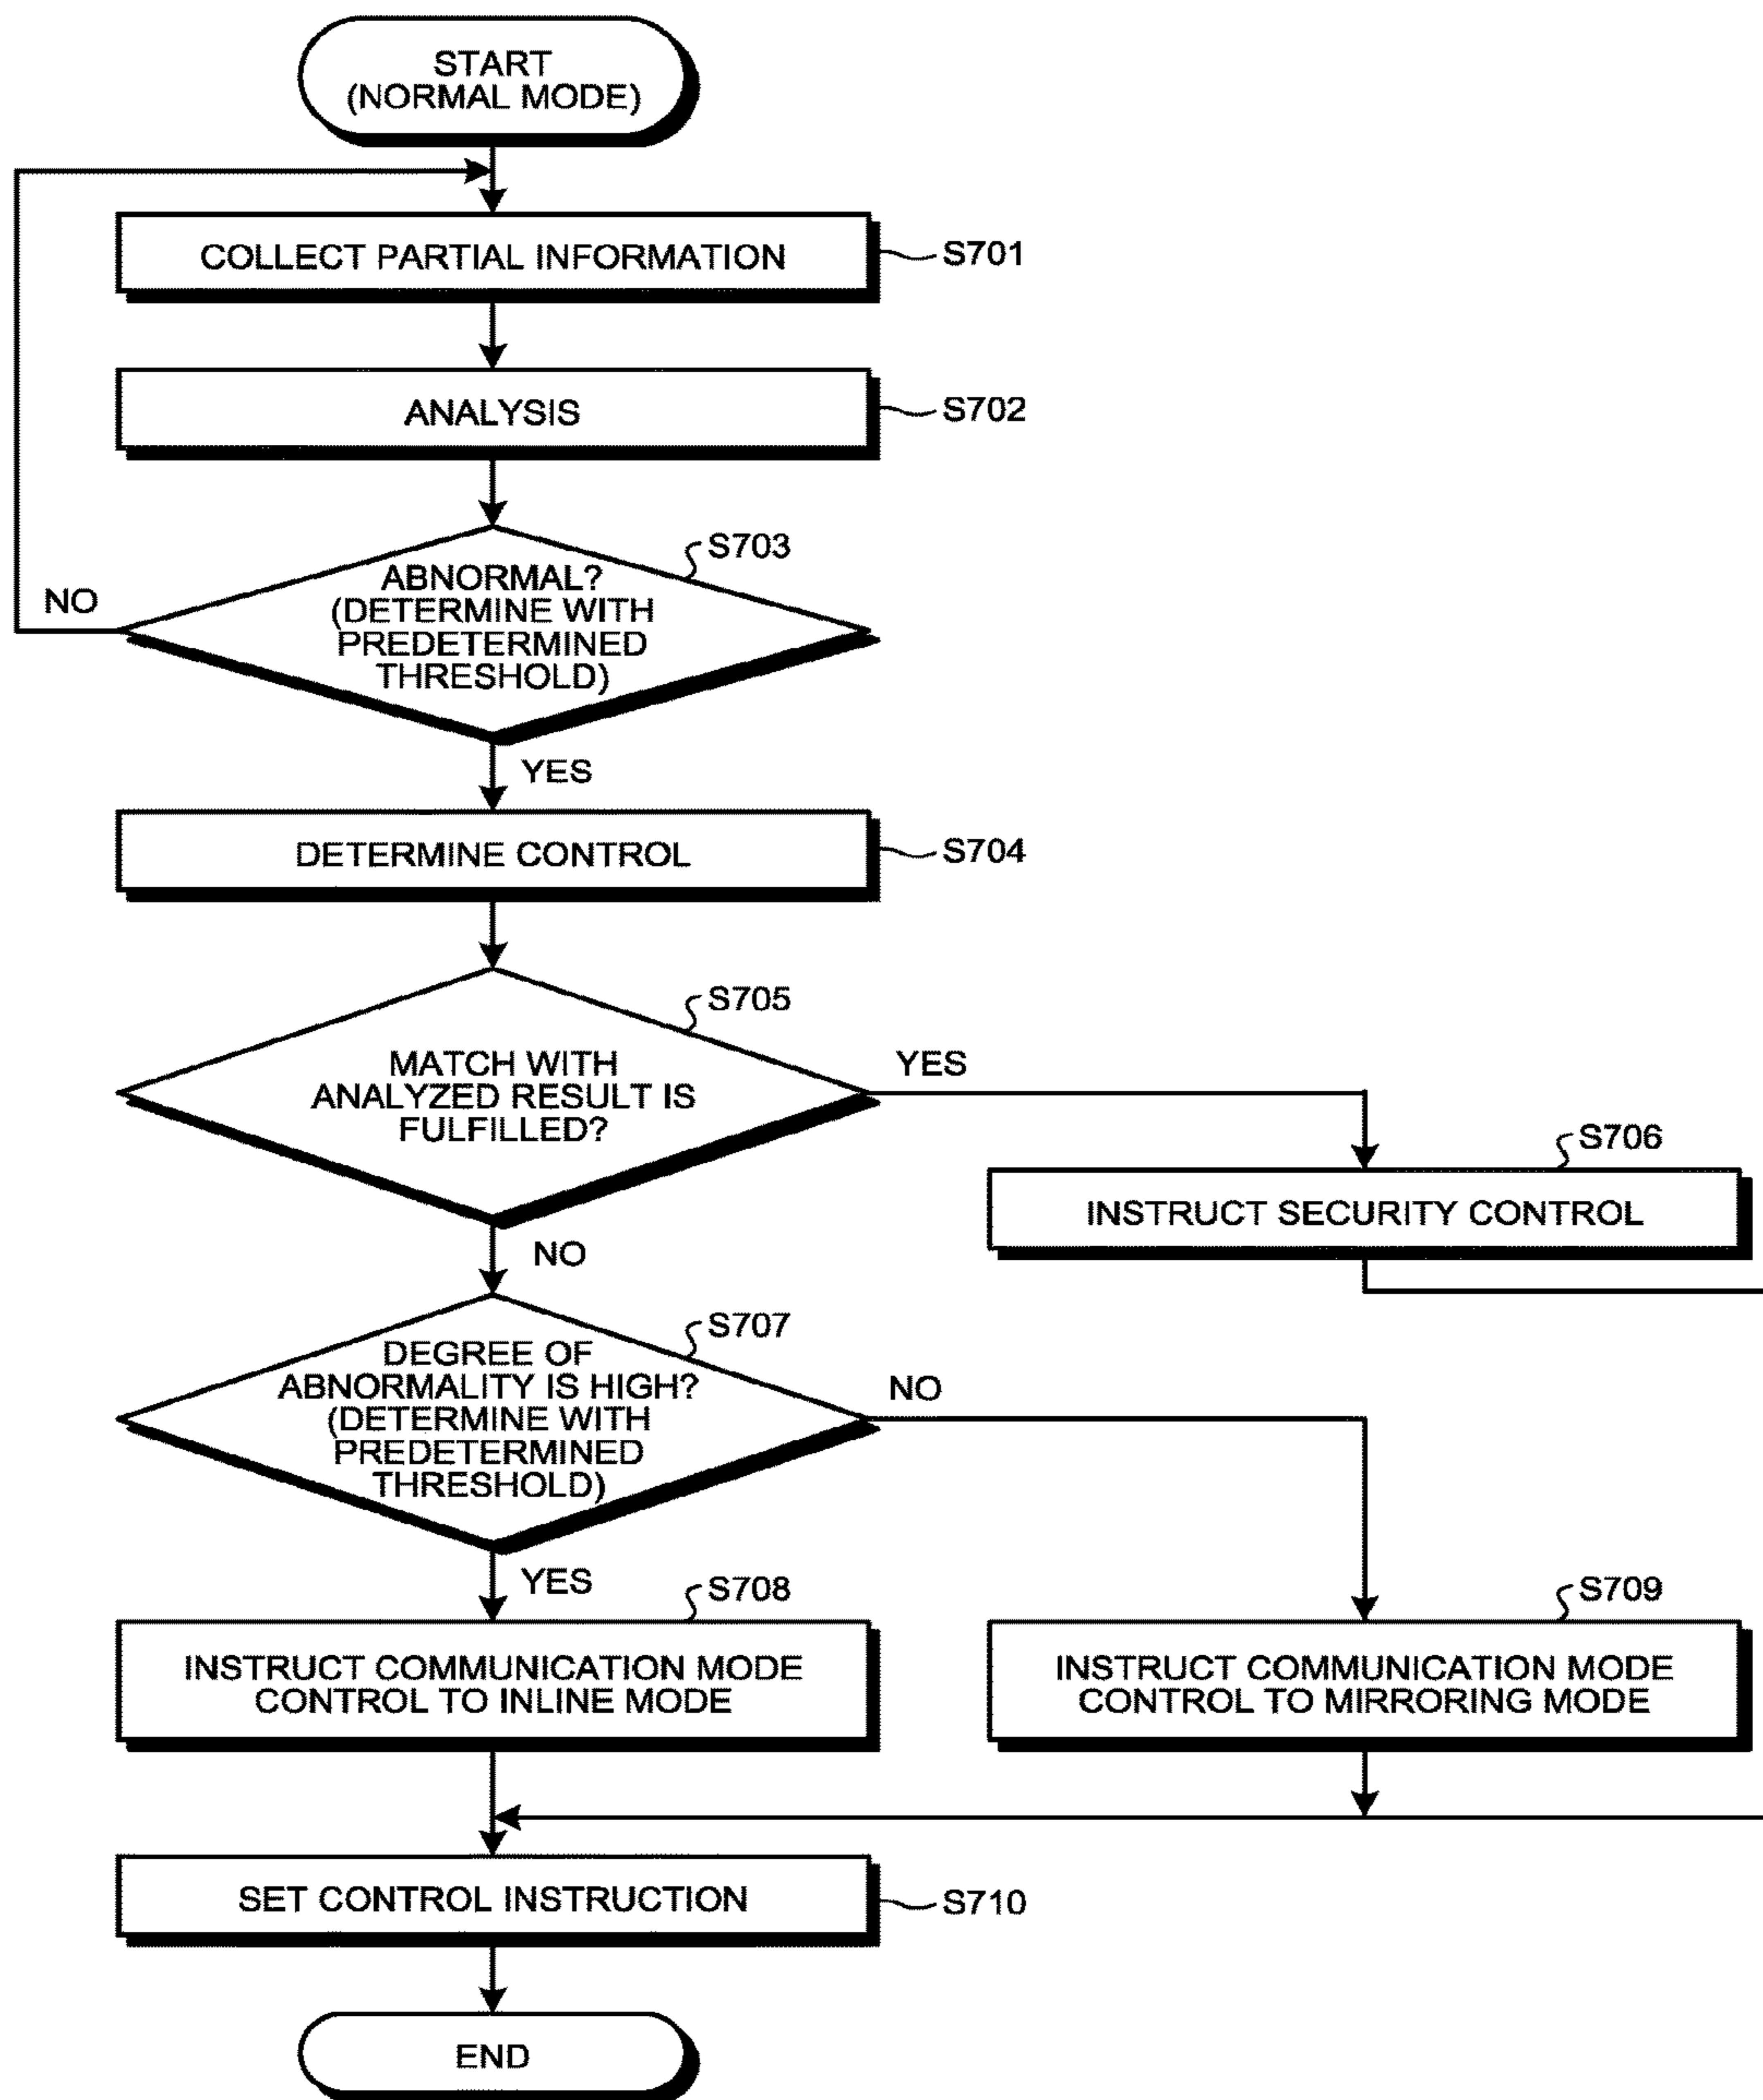 START
(NORMAL MODE)
COLLECT PARTIAL INFORMATION
S701
ANALYSIS
S702
S703
ABNORMAL?
(DETERMINE WITH
PREDETERMINED
THRESHOLD)
NO
YES
DETERMINE CONTROL
S704
S705
MATCH WITH
ANALYZED RESULT IS
FULFILLED?
YES
S706
INSTRUCT SECURITY CONTROL
NO
S707
DEGREE OF
ABNORMALITY IS HIGH?
(DETERMINE WITH
PREDETERMINED
THRESHOLD)
NO
YES
S708
INSTRUCT COMMUNICATION MODE
CONTROL TO INLINE MODE
S709
INSTRUCT COMMUNICATION MODE
CONTROL TO MIRRORING MODE
SET CONTROL INSTRUCTION
S710
END